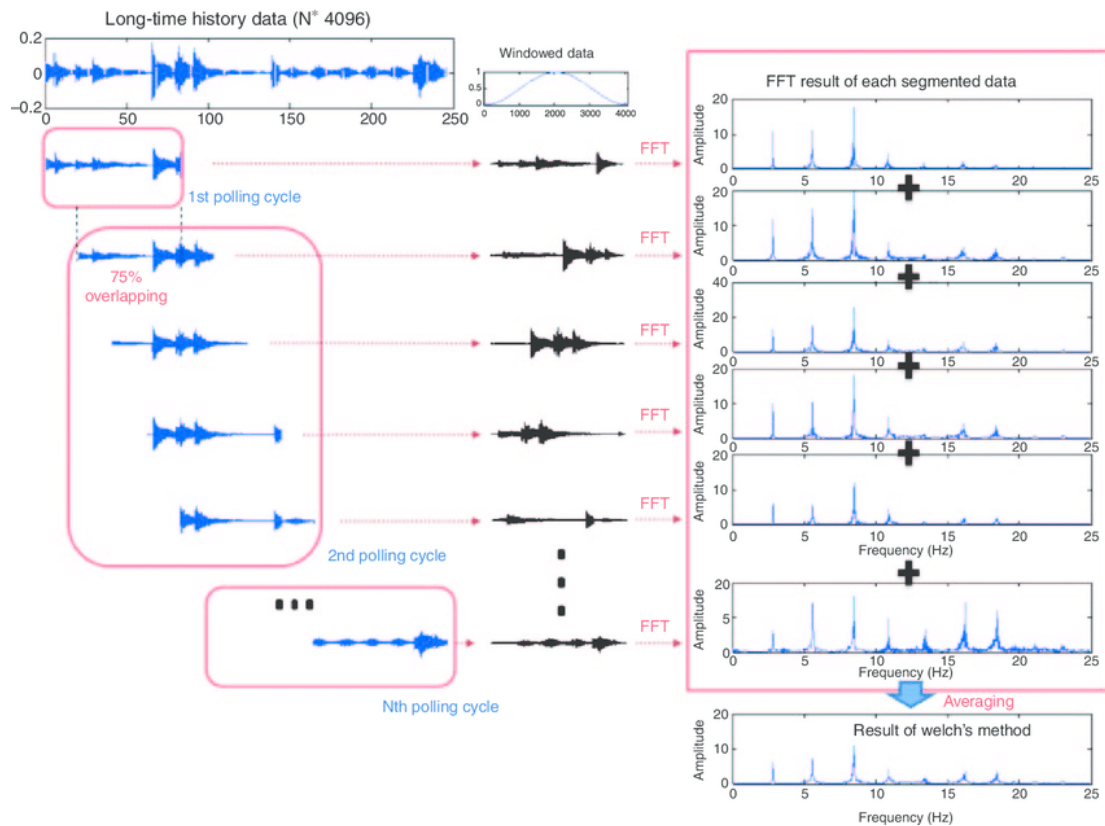 Long-time history data (N* 4096)
0.2
0
–0.2
0 50 100 150 200 250
Windowed data
1
0.5
0
0 1000 2000 3000 4000
FFT result of each segmented data
Amplitude
20
10
0
0 5 10 15 20 25
1st polling cycle
FFT
Amplitude
20
10
0
0 5 10 15 20 25
75%
overlapping
FFT
Amplitude
40
20
0
0 5 10 15 20 25
FFT
Amplitude
20
10
0
0 5 10 15 20 25
FFT
Amplitude
20
10
0
0 5 10 15 20 25
Frequency (Hz)
FFT
2nd polling cycle
Amplitude
5
0
0 5 10 15 20 25
Frequency (Hz)
FFT
Nth polling cycle
Averaging
Result of welch's method
Amplitude
20
10
0
0 5 10 15 20 25
Frequency (Hz)